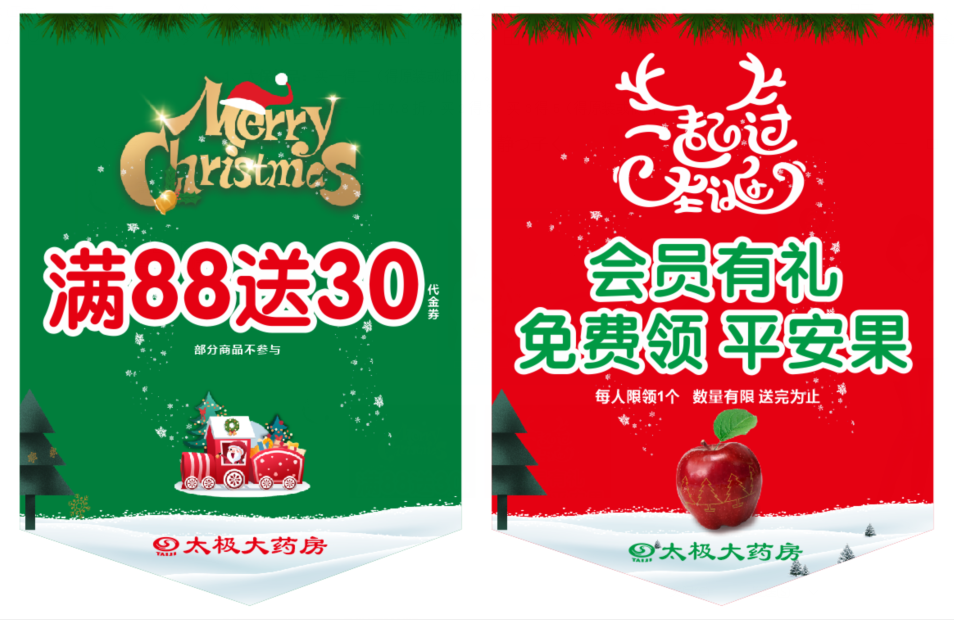 Merry
Christmas
满88送30
代金券
部分商品不参与
TAIJI
太极大药房
一起过
圣诞
会员有礼
免费领 平安果
每人限领1个 数量有限 送完为止
TAIJI
太极大药房